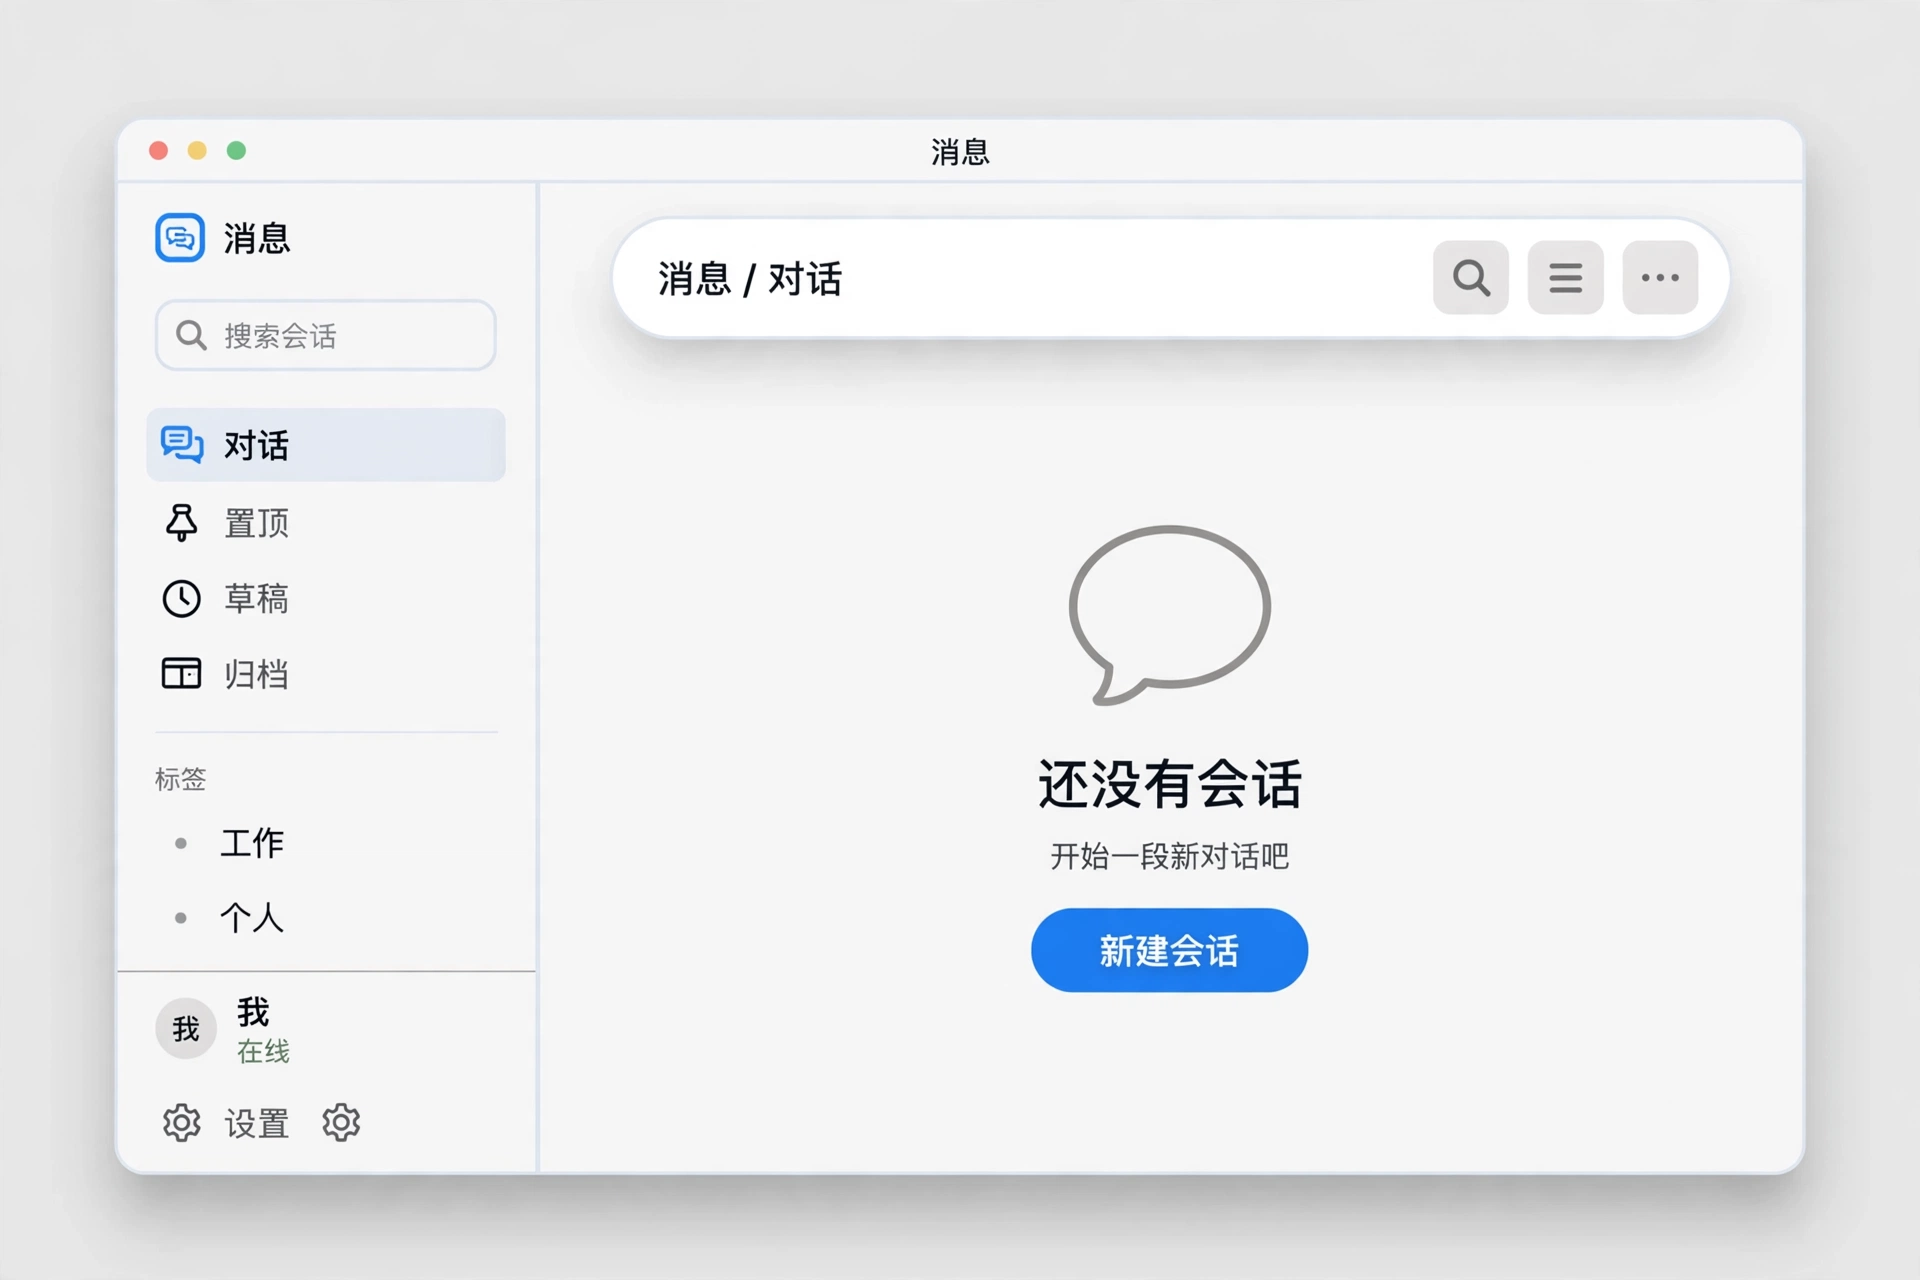 消息
消息
搜索会话
对话
置顶
草稿
归档
标签
工作
个人
我
我
在线
设置
消息 / 对话
还没有会话
开始一段新对话吧
新建会话